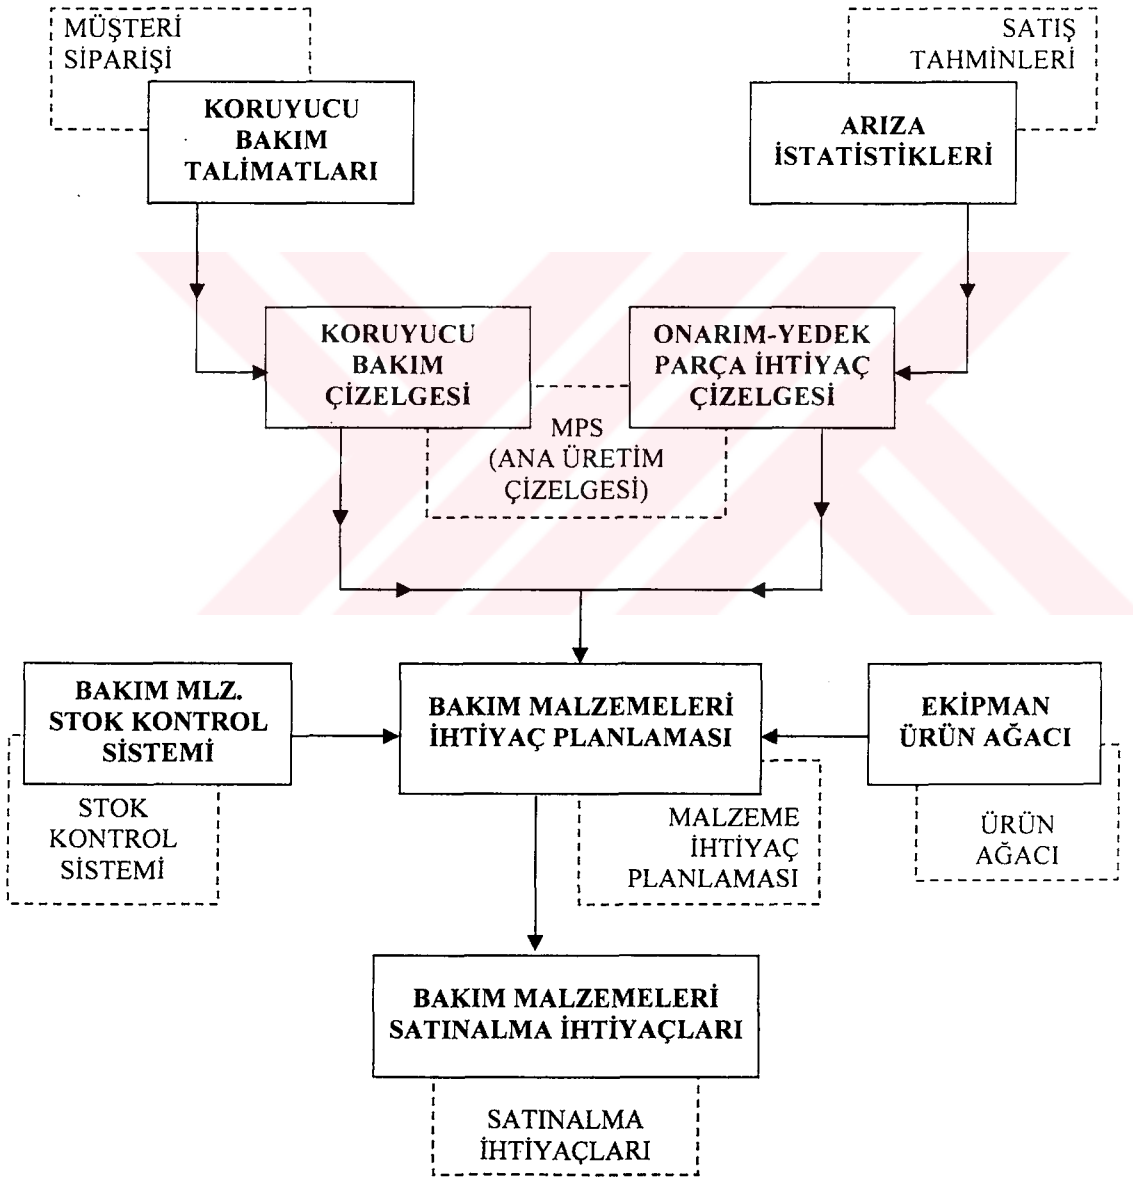 MÜŞTERİ
SİPARİŞİ
SATIŞ
TAHMİNLERİ
KORUYUCU
BAKIM
TALİMATLARI
ARIZA
İSTATİSTİKLERİ
KORUYUCU
BAKIM
ÇİZELGESİ
ONARIM-YEDEK
PARÇA İHTİYAÇ
ÇİZELGESİ
MPS
(ANA ÜRETİM
ÇİZELGESİ)
BAKIM MLZ.
STOK KONTROL
SİSTEMİ
BAKIM MALZEMELERİ
İHTİYAÇ PLANLAMASI
EKİPMAN
ÜRÜN AĞACI
STOK
KONTROL
SİSTEMİ
MALZEME
İHTİYAÇ
PLANLAMASI
ÜRÜN
AĞACI
BAKIM MALZEMELERİ
SATINALMA İHTİYAÇLARI
SATINALMA
İHTİYAÇLARI